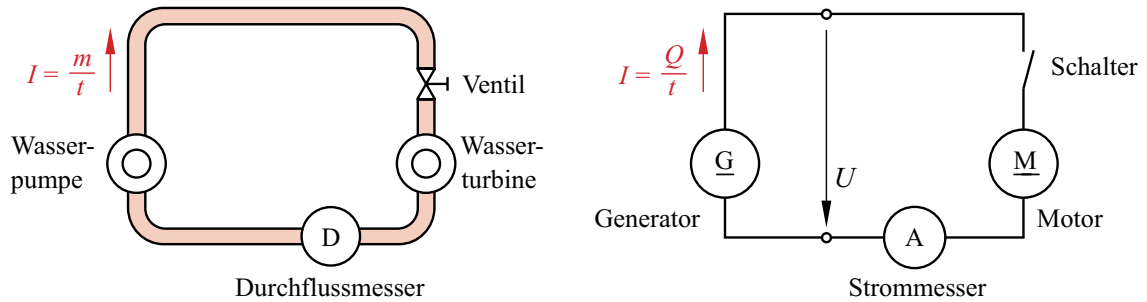 I = m/t
Ventil
Wasser-
pumpe
Wasser-
turbine
D
Durchflussmesser
I = Q/t
Schalter
G
M
U
Generator
Motor
A
Strommesser